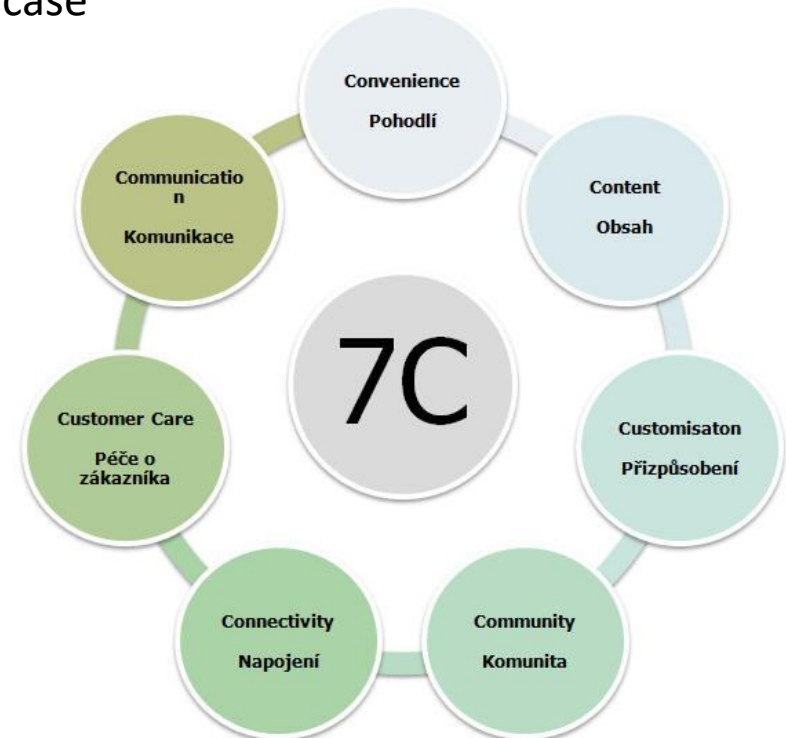 case
Convenience
Pohodlí
Content
Obsah
Customisaton
Přizpůsobení
Community
Komunita
Connectivity
Napojení
Customer Care
Péče o
zákazníka
Communicatio
n
Komunikace
7C